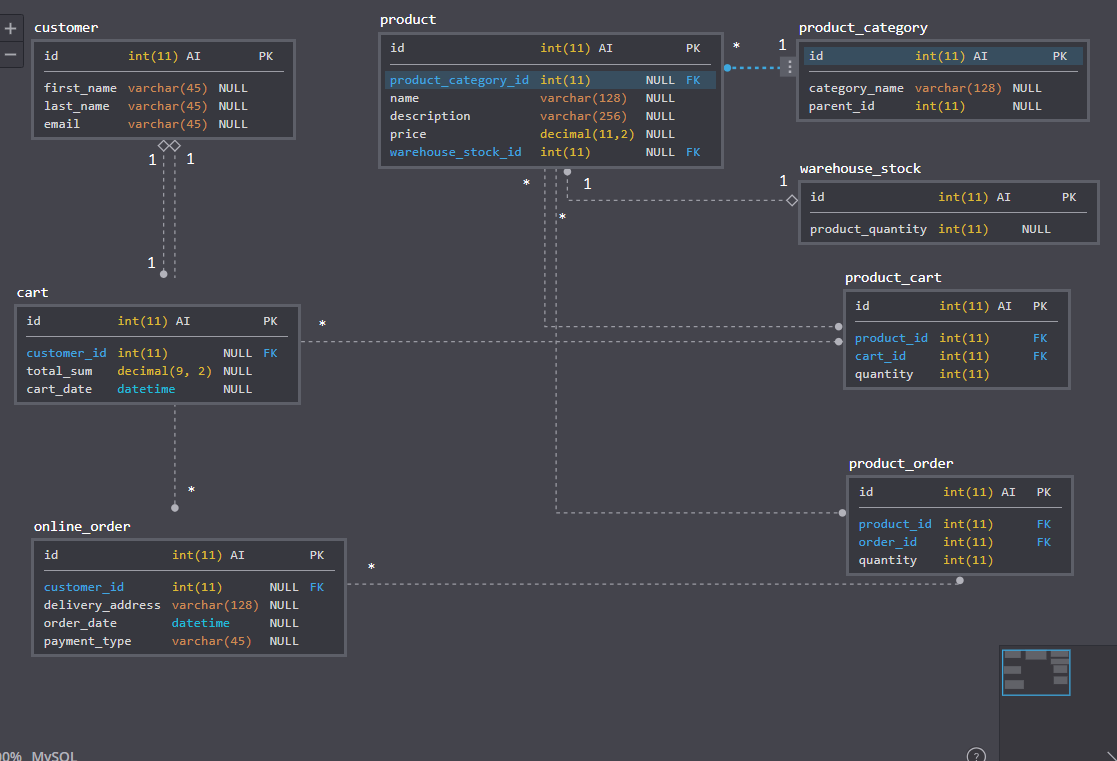 customer
id int(11) AI PK
first_name varchar(45) NULL
last_name varchar(45) NULL
email varchar(45) NULL
product
id int(11) AI PK
product_category_id int(11) NULL FK
name varchar(128) NULL
description varchar(256) NULL
price decimal(11,2) NULL
warehouse_stock_id int(11) NULL FK
* 1
product_category
id int(11) AI PK
category_name varchar(128) NULL
parent_id int(11) NULL
1 1
1
* 1 1
*
warehouse_stock
id int(11) AI PK
product_quantity int(11) NULL
cart
id int(11) AI PK
customer_id int(11) NULL FK
total_sum decimal(9, 2) NULL
cart_date datetime NULL
*
product_cart
id int(11) AI PK
product_id int(11) FK
cart_id int(11) FK
quantity int(11)
*
online_order
id int(11) AI PK
customer_id int(11) NULL FK
delivery_address varchar(128) NULL
order_date datetime NULL
payment_type varchar(45) NULL
*
product_order
id int(11) AI PK
product_id int(11) FK
order_id int(11) FK
quantity int(11)
MySQL
?